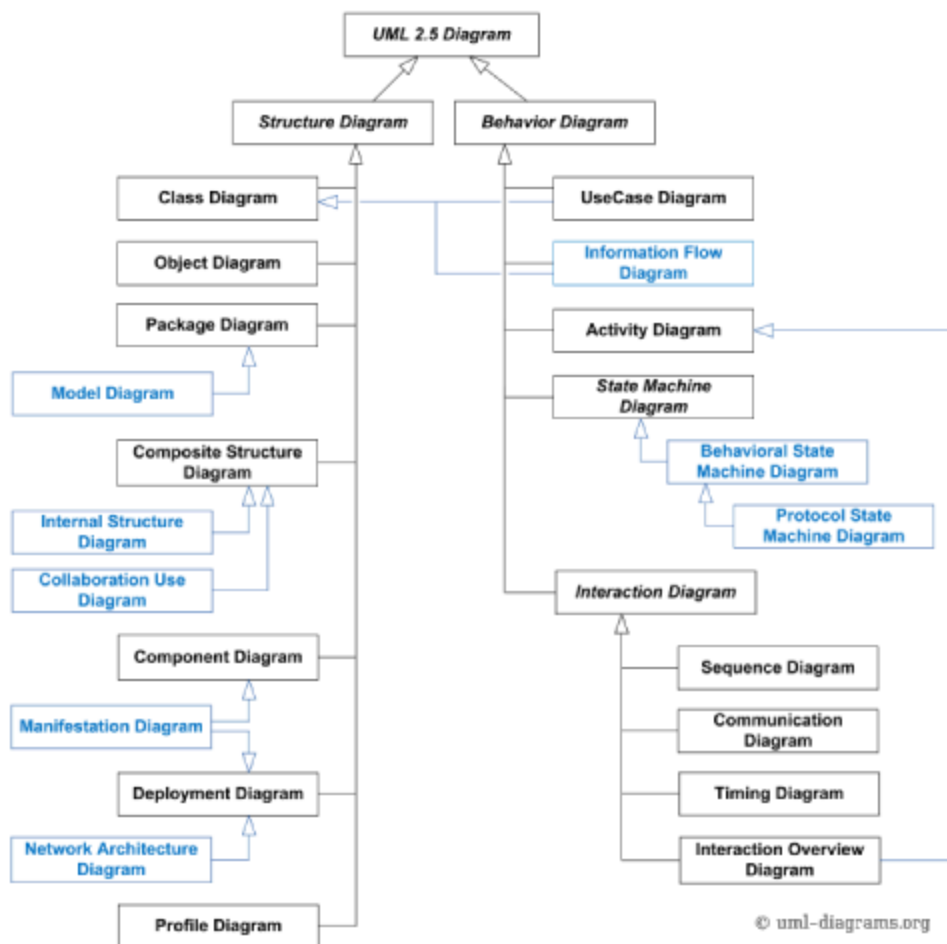 UML 2.5 Diagram
Structure Diagram
Behavior Diagram
Class Diagram
UseCase Diagram
Object Diagram
Information Flow
Diagram
Package Diagram
Activity Diagram
Model Diagram
State Machine
Diagram
Composite Structure
Diagram
Behavioral State
Machine Diagram
Internal Structure
Diagram
Protocol State
Machine Diagram
Collaboration Use
Diagram
Interaction Diagram
Component Diagram
Sequence Diagram
Manifestation Diagram
Communication
Diagram
Deployment Diagram
Timing Diagram
Network Architecture
Diagram
Interaction Overview
Diagram
Profile Diagram
© uml-diagrams.org